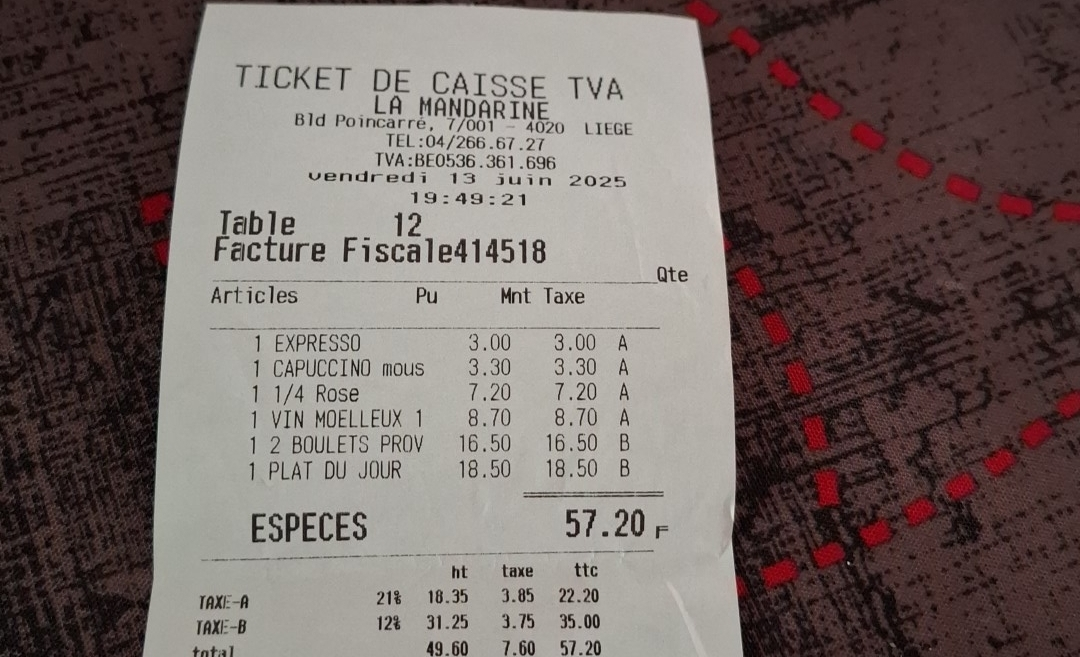 TICKET DE CAISSE TVA
LA MANDARINE
Bld Poincarré, 7/001 - 4020 LIEGE
TEL:04/266.67.27
TVA:BE0536.361.696
vendredi 13 juin 2025
19:49:21
Table 12
Facture Fiscale414518
Qte
Articles Pu Mnt Taxe
1 EXPRESSO 3.00 3.00 A
1 CAPUCCINO mous 3.30 3.30 A
1 1/4 Rose 7.20 7.20 A
1 VIN MOELLEUX 1 8.70 8.70 A
1 2 BOULETS PROV 16.50 16.50 B
1 PLAT DU JOUR 18.50 18.50 B
ESPECES 57.20 F
ht taxe ttc
TAXE-A 21% 18.35 3.85 22.20
TAXE-B 12% 31.25 3.75 35.00
total 49.60 7.60 57.20